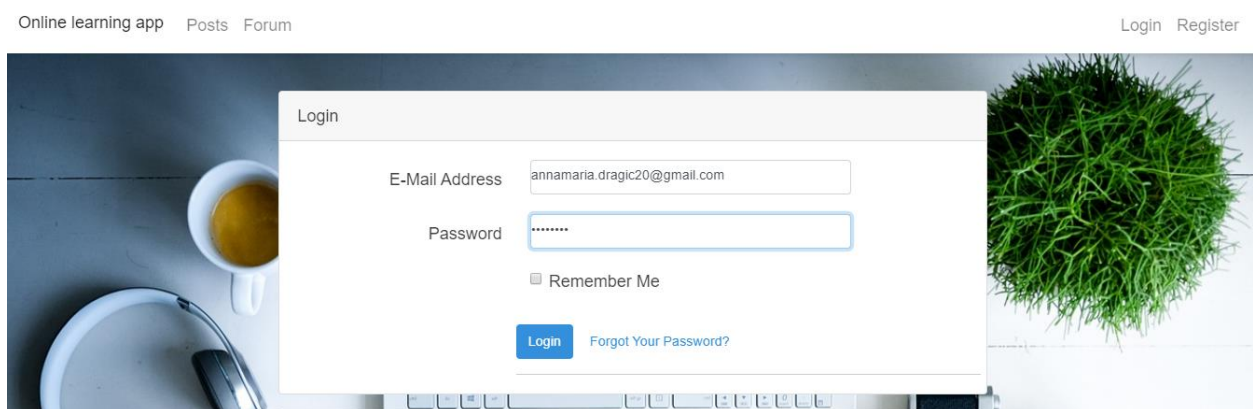 Online learning app Posts Forum Login Register
Login
E-Mail Address annamaria.dragic20@gmail.com
Password ••••••••
Remember Me
Login Forgot Your Password?